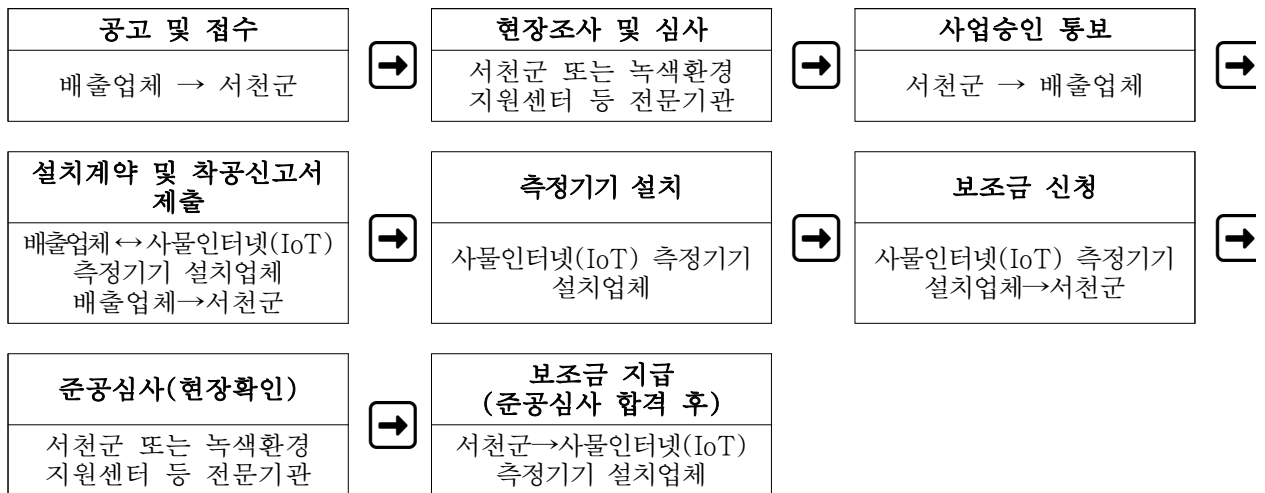 공고 및 접수
배출업체 → 서천군
현장조사 및 심사
서천군 또는 녹색환경
지원센터 등 전문기관
사업승인 통보
서천군 → 배출업체
설치계약 및 착공신고서
제출
배출업체 ↔ 사물인터넷(IoT)
측정기기 설치업체
배출업체→서천군
측정기기 설치
사물인터넷(IoT) 측정기기
설치업체
보조금 신청
사물인터넷(IoT) 측정기기
설치업체→서천군
준공심사(현장확인)
서천군 또는 녹색환경
지원센터 등 전문기관
보조금 지급
(준공심사 합격 후)
서천군→사물인터넷(IoT)
측정기기 설치업체